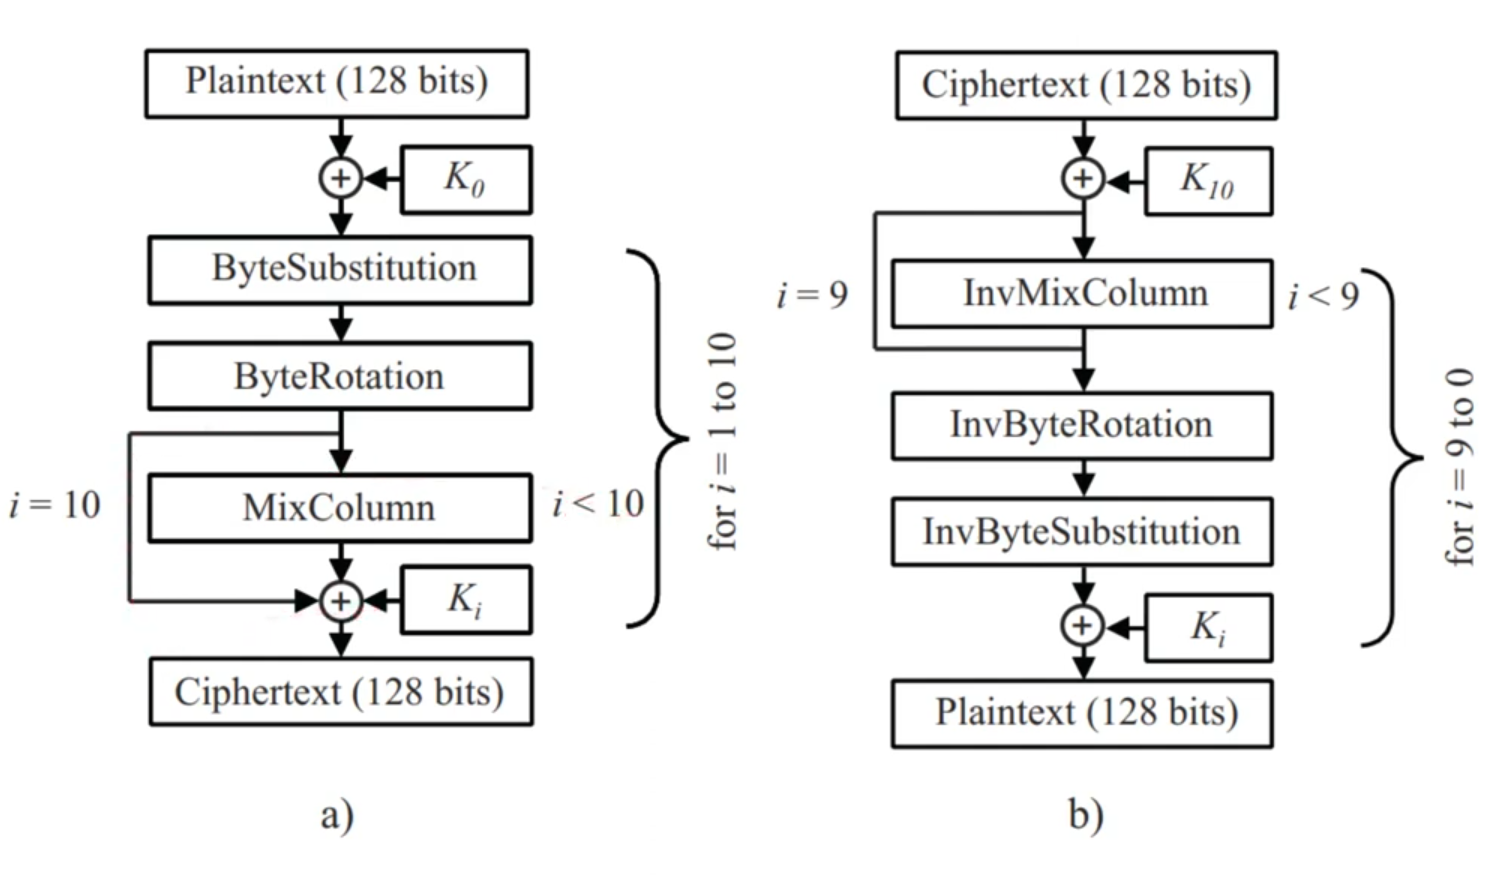 Plaintext (128 bits)
K0
ByteSubstitution
ByteRotation
i = 10
MixColumn
i < 10
Ki
Ciphertext (128 bits)
for i = 1 to 10
a)
Ciphertext (128 bits)
K10
i = 9
InvMixColumn
i < 9
InvByteRotation
InvByteSubstitution
Ki
Plaintext (128 bits)
for i = 9 to 0
b)